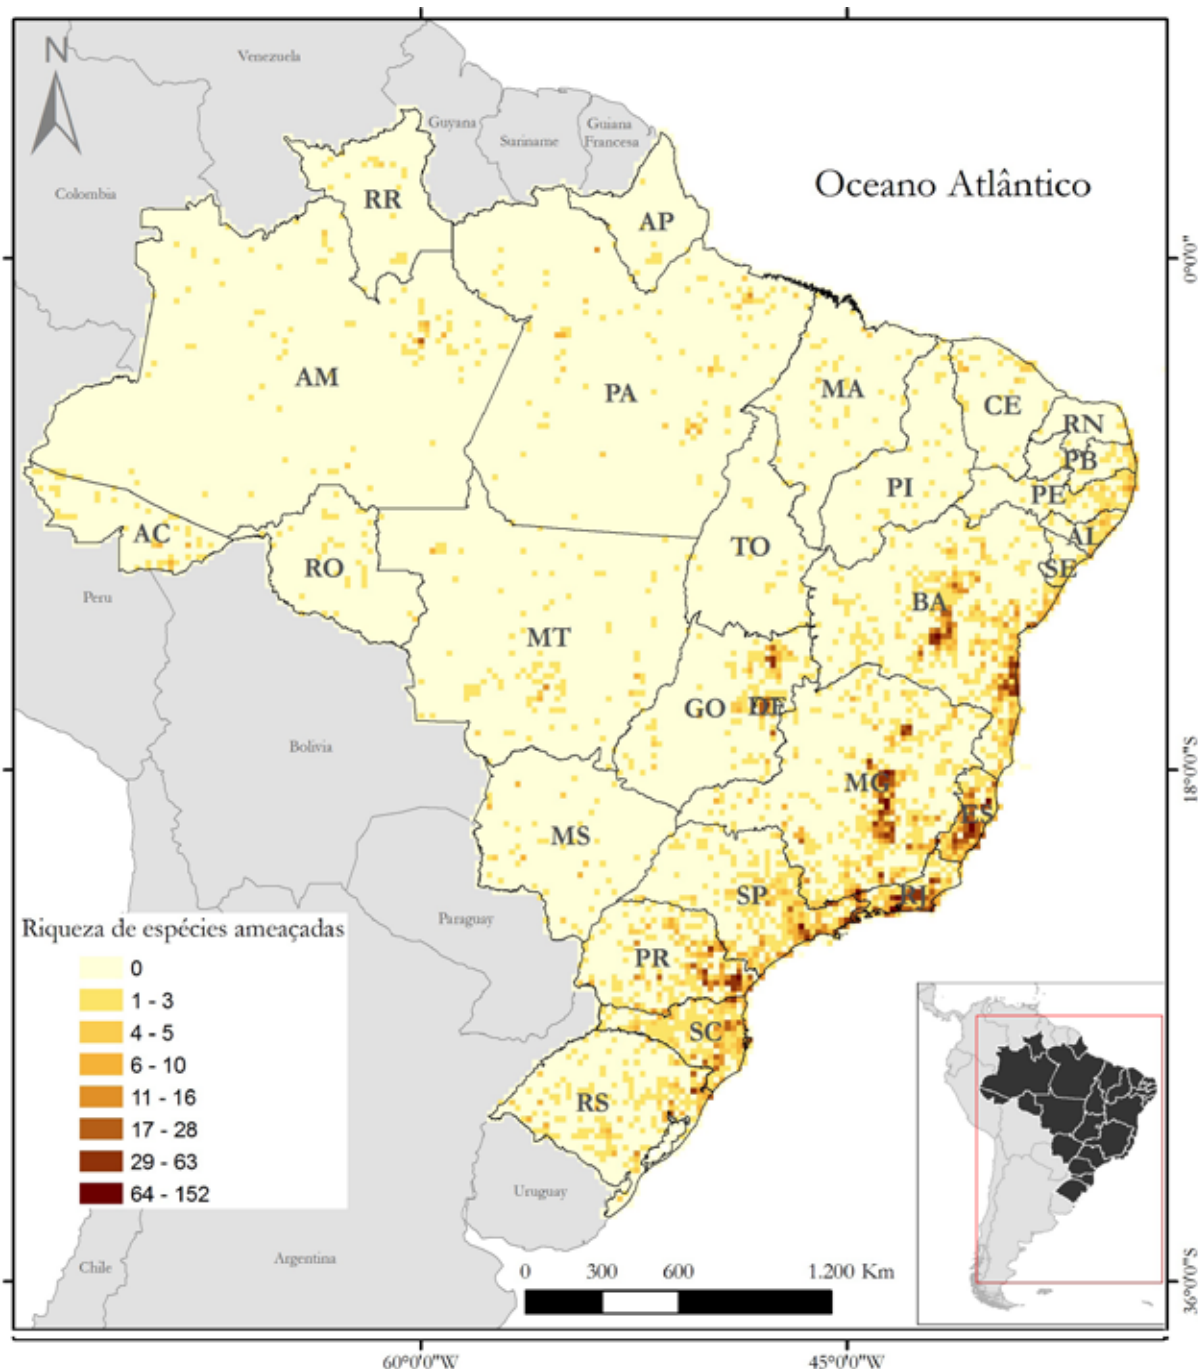 N
Venezuela
Guyana
Suriname
Guiana
Francesa
Colombia
Oceano Atlântico
RR
AP
0°0'0"
AM
PA
MA
CE
RN
PB
PI
PE
AC
TO
AL
RO
SE
Peru
BA
MT
GO
DF
Bolivia
18°0'0"S
MG
MS
ES
SP
RJ
Riqueza de espécies ameaçadas
Paraguay
PR
0
1 - 3
SC
4 - 5
6 - 10
11 - 16
RS
17 - 28
29 - 63
64 - 152
Uruguay
Argentina
Chile
0 300 600 1.200 Km
36°0'0"S
60°0'0"W
45°0'0"W